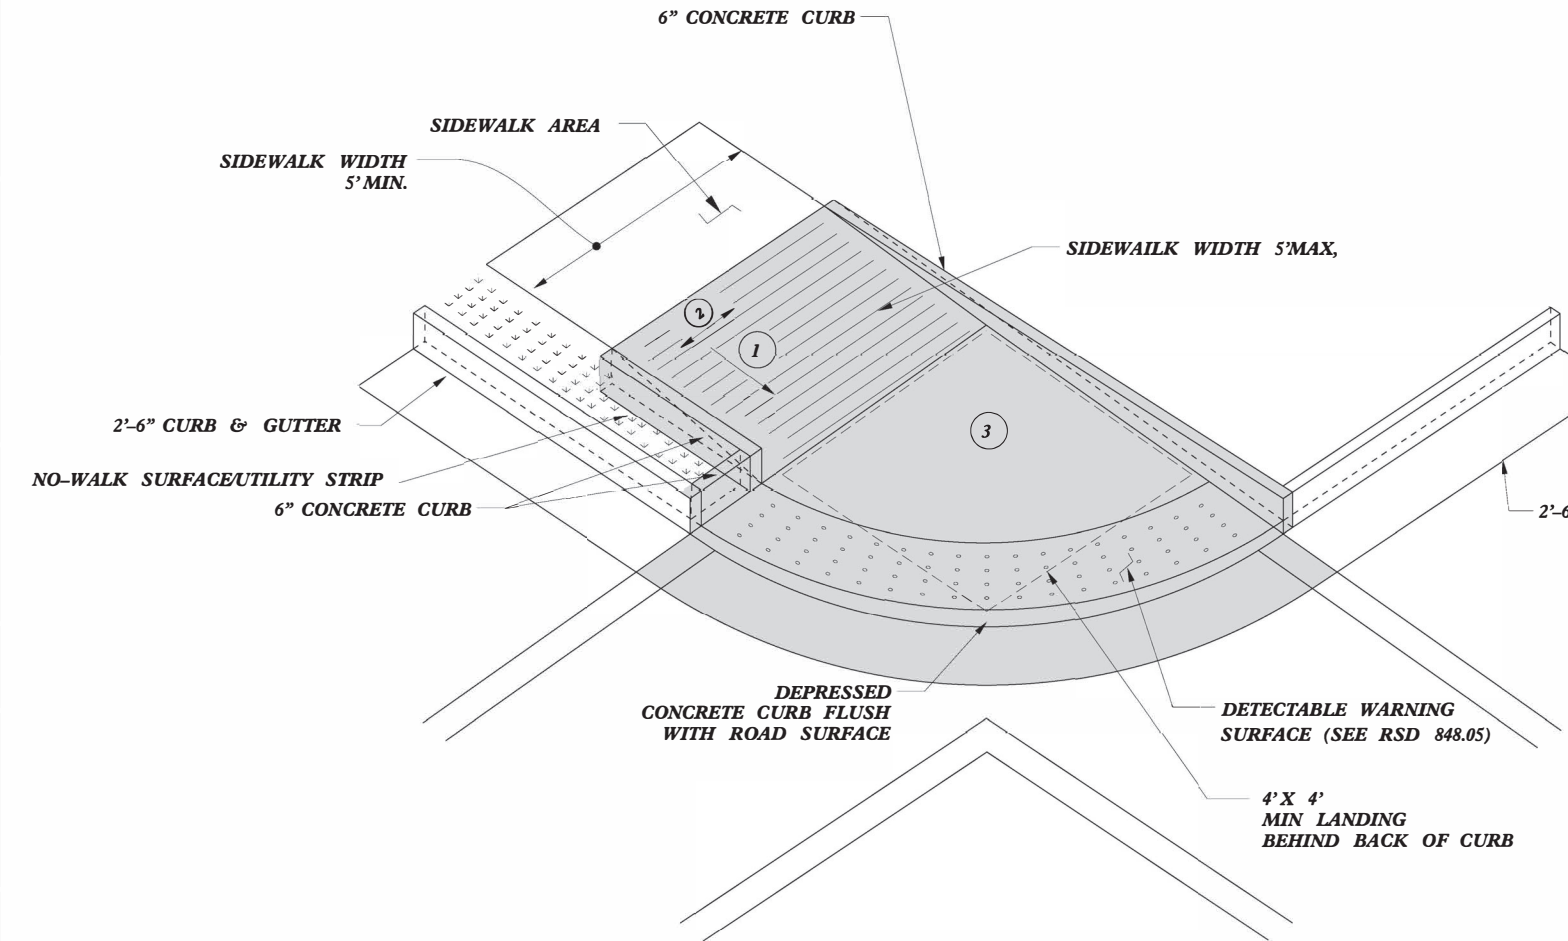 6” CONCRETE CURB
SIDEWALK AREA
SIDEWALK WIDTH
5’ MIN.
SIDEWAILK WIDTH 5’MAX,
2
1
3
2’–6” CURB & GUTTER
NO–WALK SURFACE/UTILITY STRIP
6” CONCRETE CURB
2’–6
DEPRESSED
CONCRETE CURB FLUSH
WITH ROAD SURFACE
DETECTABLE WARNING
SURFACE (SEE RSD 848.05)
4’ X 4’
MIN LANDING
BEHIND BACK OF CURB